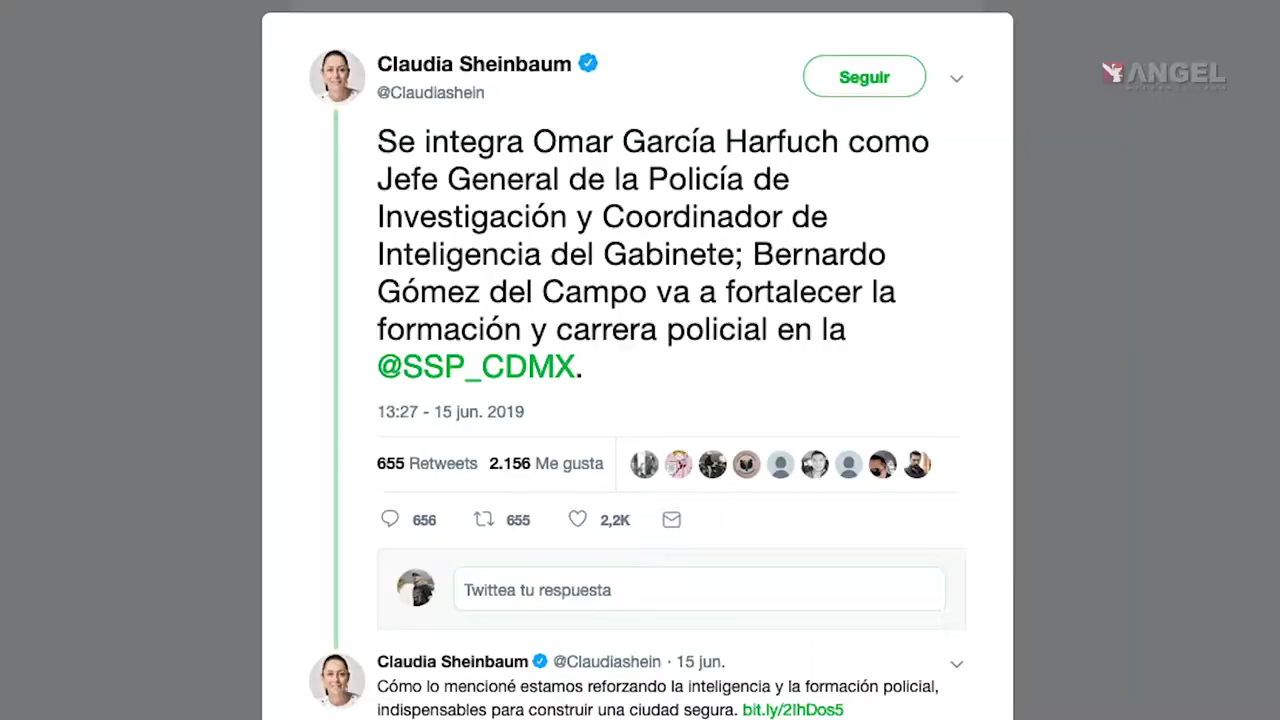 Claudia Sheinbaum
@Claudiashein
Seguir
ANGEL
Se integra Omar García Harfuch como
Jefe General de la Policía de
Investigación y Coordinador de
Inteligencia del Gabinete; Bernardo
Gómez del Campo va a fortalecer la
formación y carrera policial en la
@SSP_CDMX.
13:27 - 15 jun. 2019
655 Retweets 2.156 Me gusta
656 655 2,2K
Twittea tu respuesta
Claudia Sheinbaum @Claudiashein · 15 jun.
Cómo lo mencioné estamos reforzando la inteligencia y la formación policial,
indispensables para construir una ciudad segura. bit.ly/2IhDos5